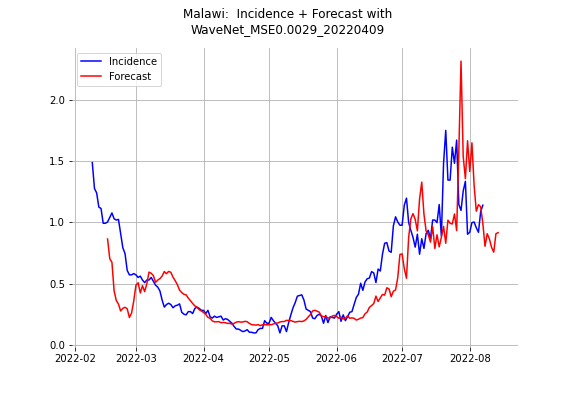 Malawi:  Incidence + Forecast with
WaveNet_MSE0.0029_20220409
Incidence
Forecast
2.0
1.5
1.0
0.5
0.0
2022-02 2022-03 2022-04 2022-05 2022-06 2022-07 2022-08